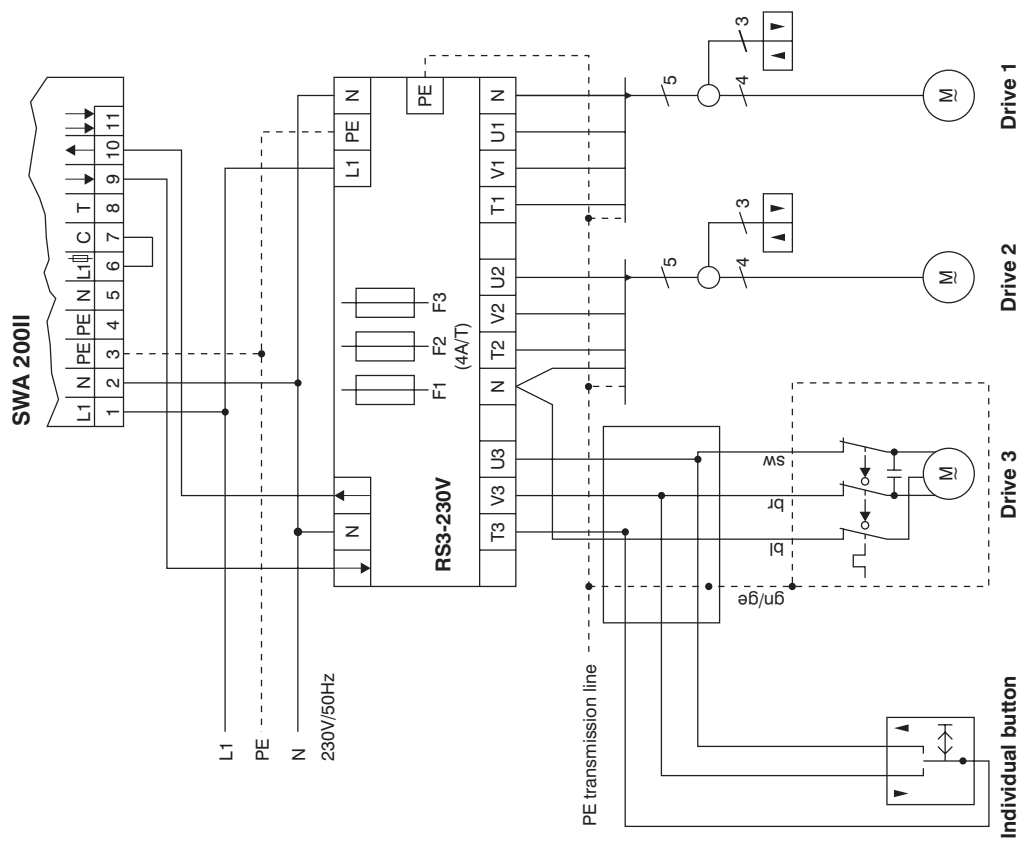 SWA 200II
L1 N PE PE N L1 C T
1 2 3 4 5 6 7 8 9 10 11
L1
PE
N
230V/50Hz
N L1 PE N
RS3-230V
F1 F2 F3
(4A/T)
PE
T3 V3 U3 N T2 V2 U2 T1 V1 U1 N
PE transmission line
gn/ge
bl
br
sw
5
3
4
5
3
4
M~
M~
M~
Individual button
Drive 3
Drive 2
Drive 1